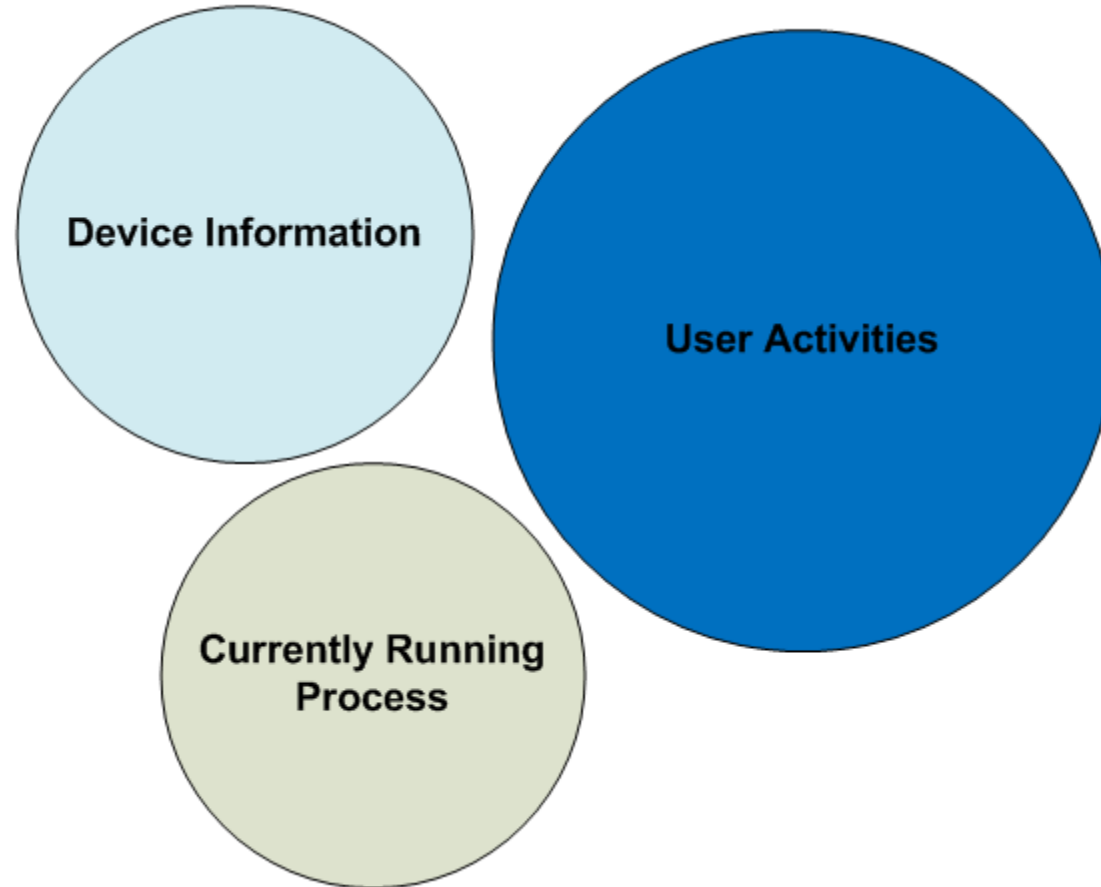 Device Information
User Activities
Currently Running
Process